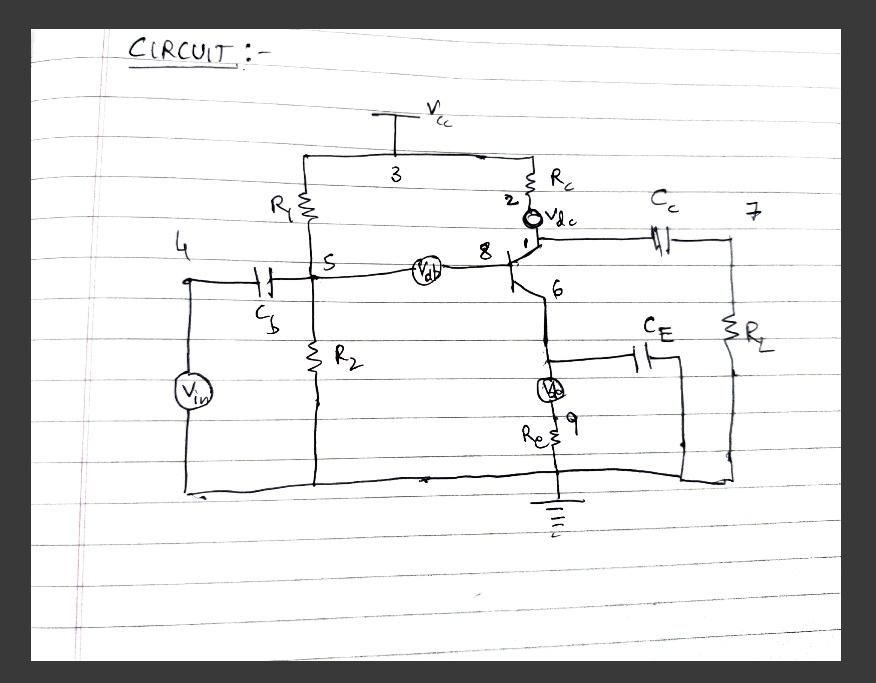 CIRCUIT :-
Vcc
3
R1
Rc
2
Vdc
1
Cc
7
4
5
8
Vdb
Cb
6
R2
CE
RL
Vin
9
Re